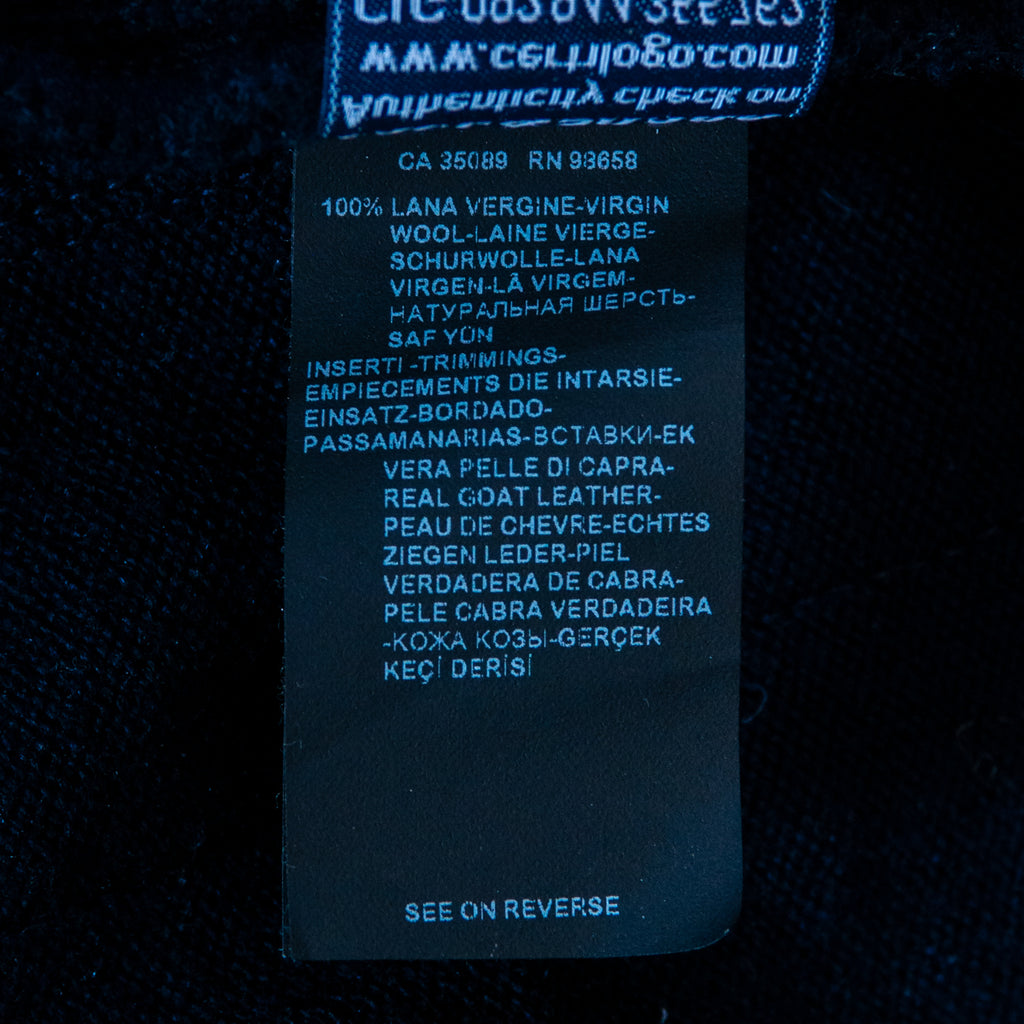 www.certilogo.com
Authenticity check on
CA 35089 RN 98658
100% LANA VERGINE-VIRGIN
WOOL-LAINE VIERGE-
SCHURWOLLE-LANA
VIRGEN-LÃ VIRGEM-
НАТУРАЛЬНАЯ ШЕРСТЬ-
SAF YÜN
INSERTI -TRIMMINGS-
EMPIECEMENTS DIE INTARSIE-
EINSATZ-BORDADO-
PASSAMANARIAS-ВСТАВКИ-EK
VERA PELLE DI CAPRA-
REAL GOAT LEATHER-
PEAU DE CHEVRE-ECHTES
ZIEGEN LEDER-PIEL
VERDADERA DE CABRA-
PELE CABRA VERDADEIRA
-КОЖА КОЗЫ-GERÇEK
KEÇİ DERİSİ
SEE ON REVERSE